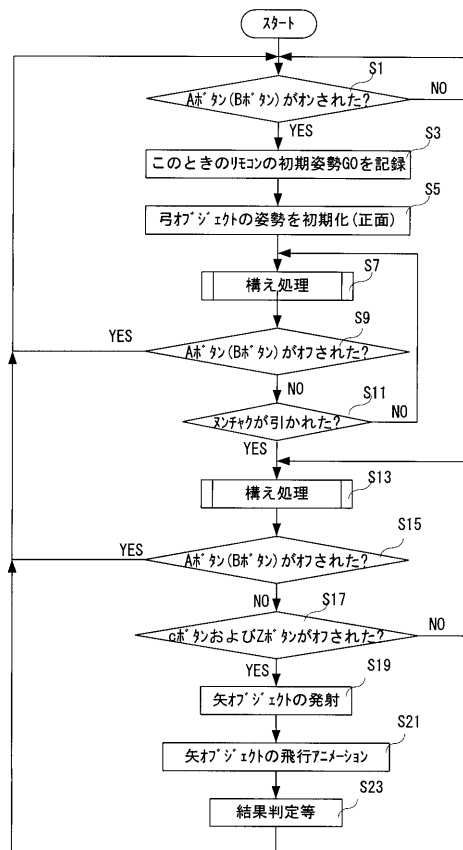 スタート
S1
Aボタン(Bボタン)がオンされた?
NO
YES
S3
このときのリモコンの初期姿勢G0を記録
S5
弓オブジェクトの姿勢を初期化(正面)
構え処理
S7
YES
S9
Aボタン(Bボタン)がオフされた?
NO
S11
ヌンチャクが引かれた?
NO
YES
構え処理
S13
YES
S15
Aボタン(Bボタン)がオフされた?
NO
S17
NO
cボタンおよびZボタンがオフされた?
YES
S19
矢オブジェクトの発射
S21
矢オブジェクトの飛行アニメーション
S23
結果判定等